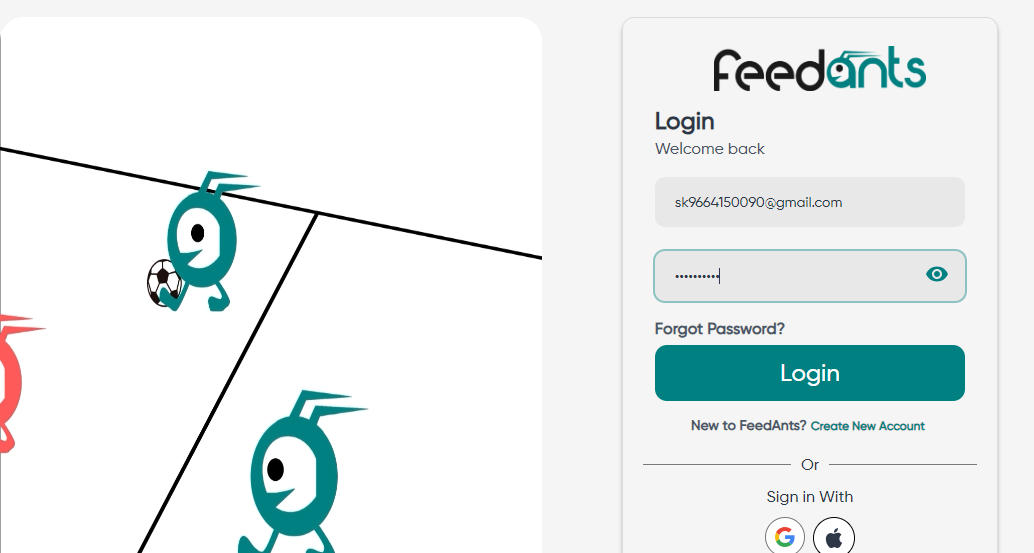 feedants
Login
Welcome back
sk9664150090@gmail.com
••••••••••
Forgot Password?
Login
New to FeedAnts? Create New Account
Or
Sign in With